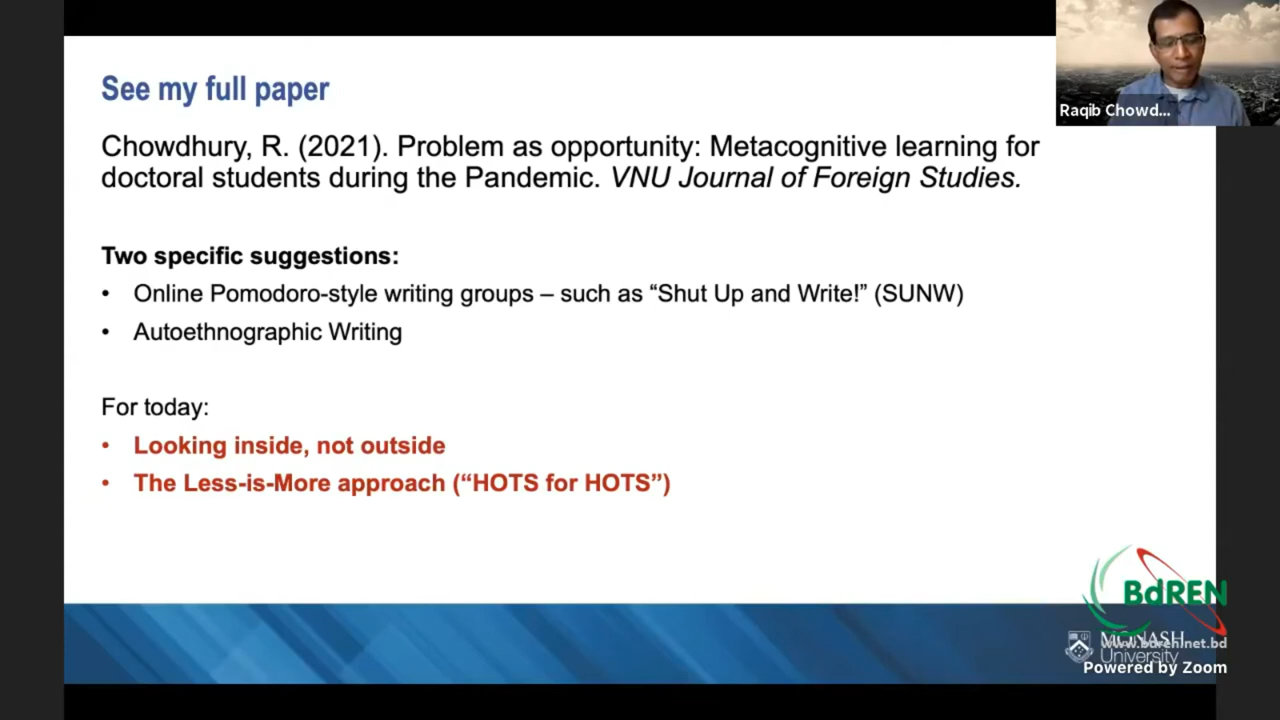 See my full paper
Chowdhury, R. (2021). Problem as opportunity: Metacognitive learning for
doctoral students during the Pandemic. VNU Journal of Foreign Studies.
Two specific suggestions:
• Online Pomodoro-style writing groups – such as “Shut Up and Write!” (SUNW)
• Autoethnographic Writing
For today:
• Looking inside, not outside
• The Less-is-More approach (“HOTS for HOTS”)
Raqib Chowd...
BdREN
MONASH
www.bdren.net.bd
University
Powered by Zoom